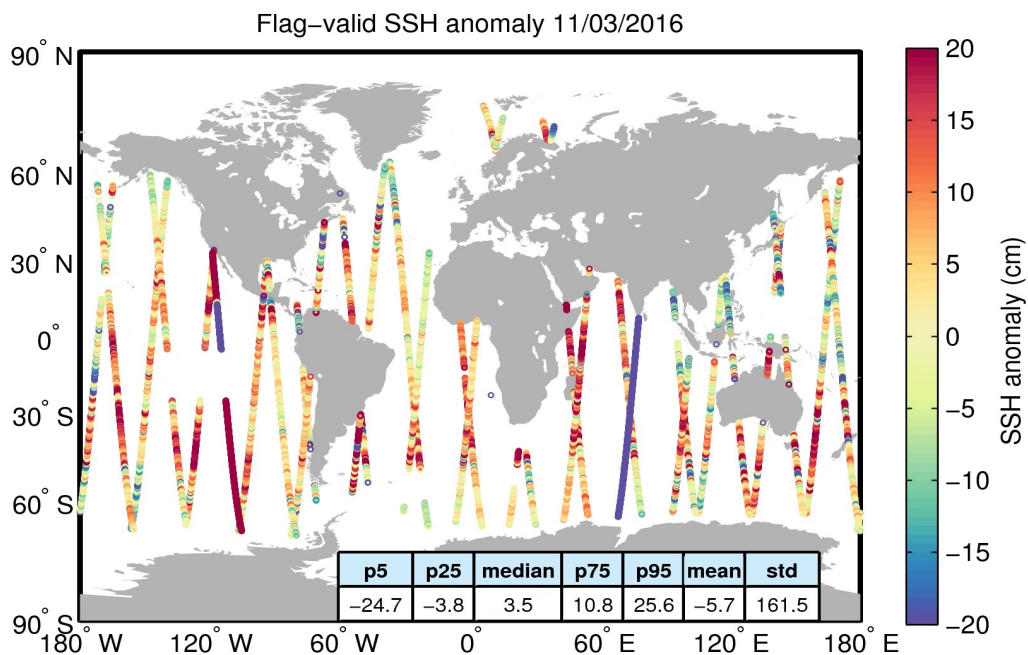 Flag−valid SSH anomaly 11/03/2016
90° N
60° N
30° N
0°
30° S
60° S
90° S
180° W
120° W
60° W
0°
60° E
120° E
180° E
p5 p25 median p75 p95 mean std
−24.7 −3.8 3.5 10.8 25.6 −5.7 161.5
20
15
10
5
0
−5
−10
−15
−20
SSH anomaly (cm)